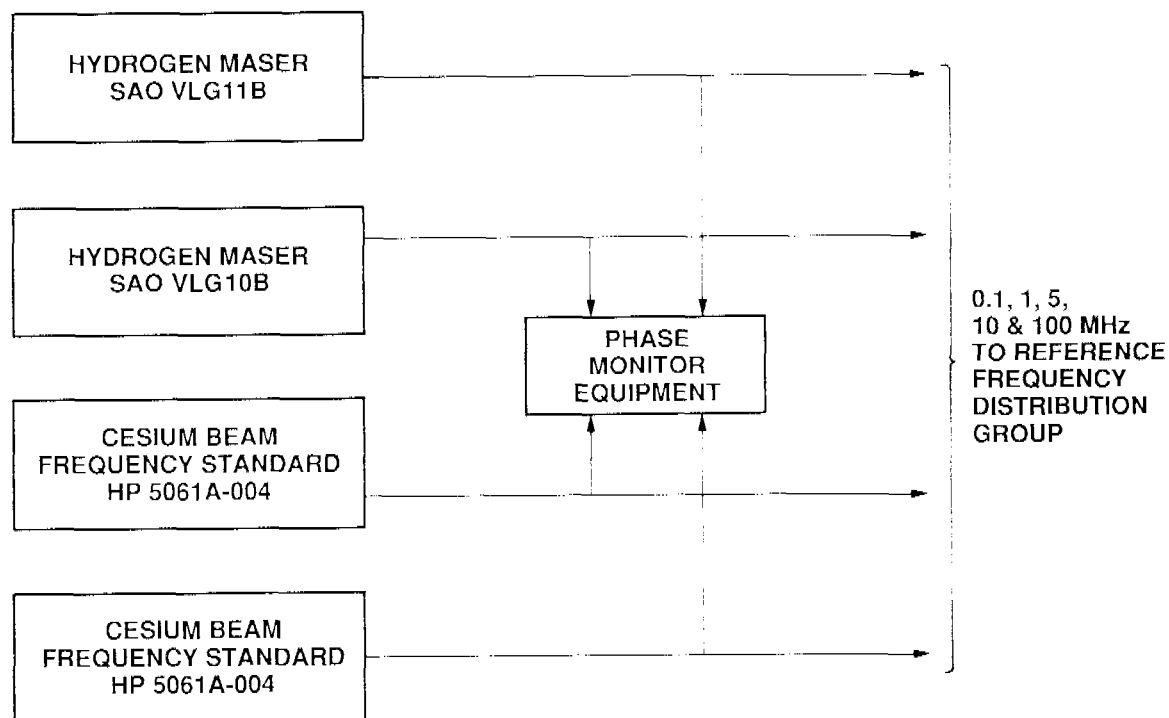 HYDROGEN MASER
SAO VLG11B
HYDROGEN MASER
SAO VLG10B
PHASE
MONITOR
EQUIPMENT
CESIUM BEAM
FREQUENCY STANDARD
HP 5061A-004
CESIUM BEAM
FREQUENCY STANDARD
HP 5061A-004
0.1, 1, 5,
10 & 100 MHz
TO REFERENCE
FREQUENCY
DISTRIBUTION
GROUP